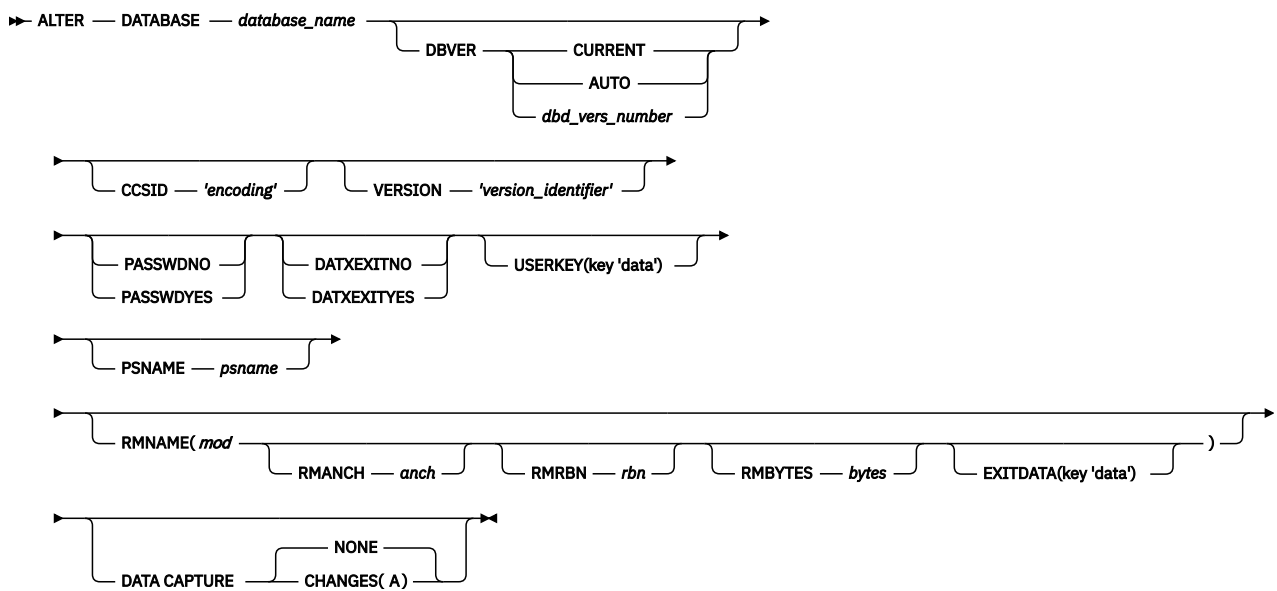 ALTER DATABASE database_name
DBVER CURRENT
AUTO
dbd_vers_number
CCSID 'encoding' VERSION 'version_identifier'
PASSWDNO DATXEXITNO USERKEY(key 'data')
PASSWDYES DATXEXITYES
PSNAME psname
RMNAME( mod )
RMANCH anch RMRBN rbn RMBYTES bytes EXITDATA(key 'data')
NONE
DATA CAPTURE CHANGES( A )